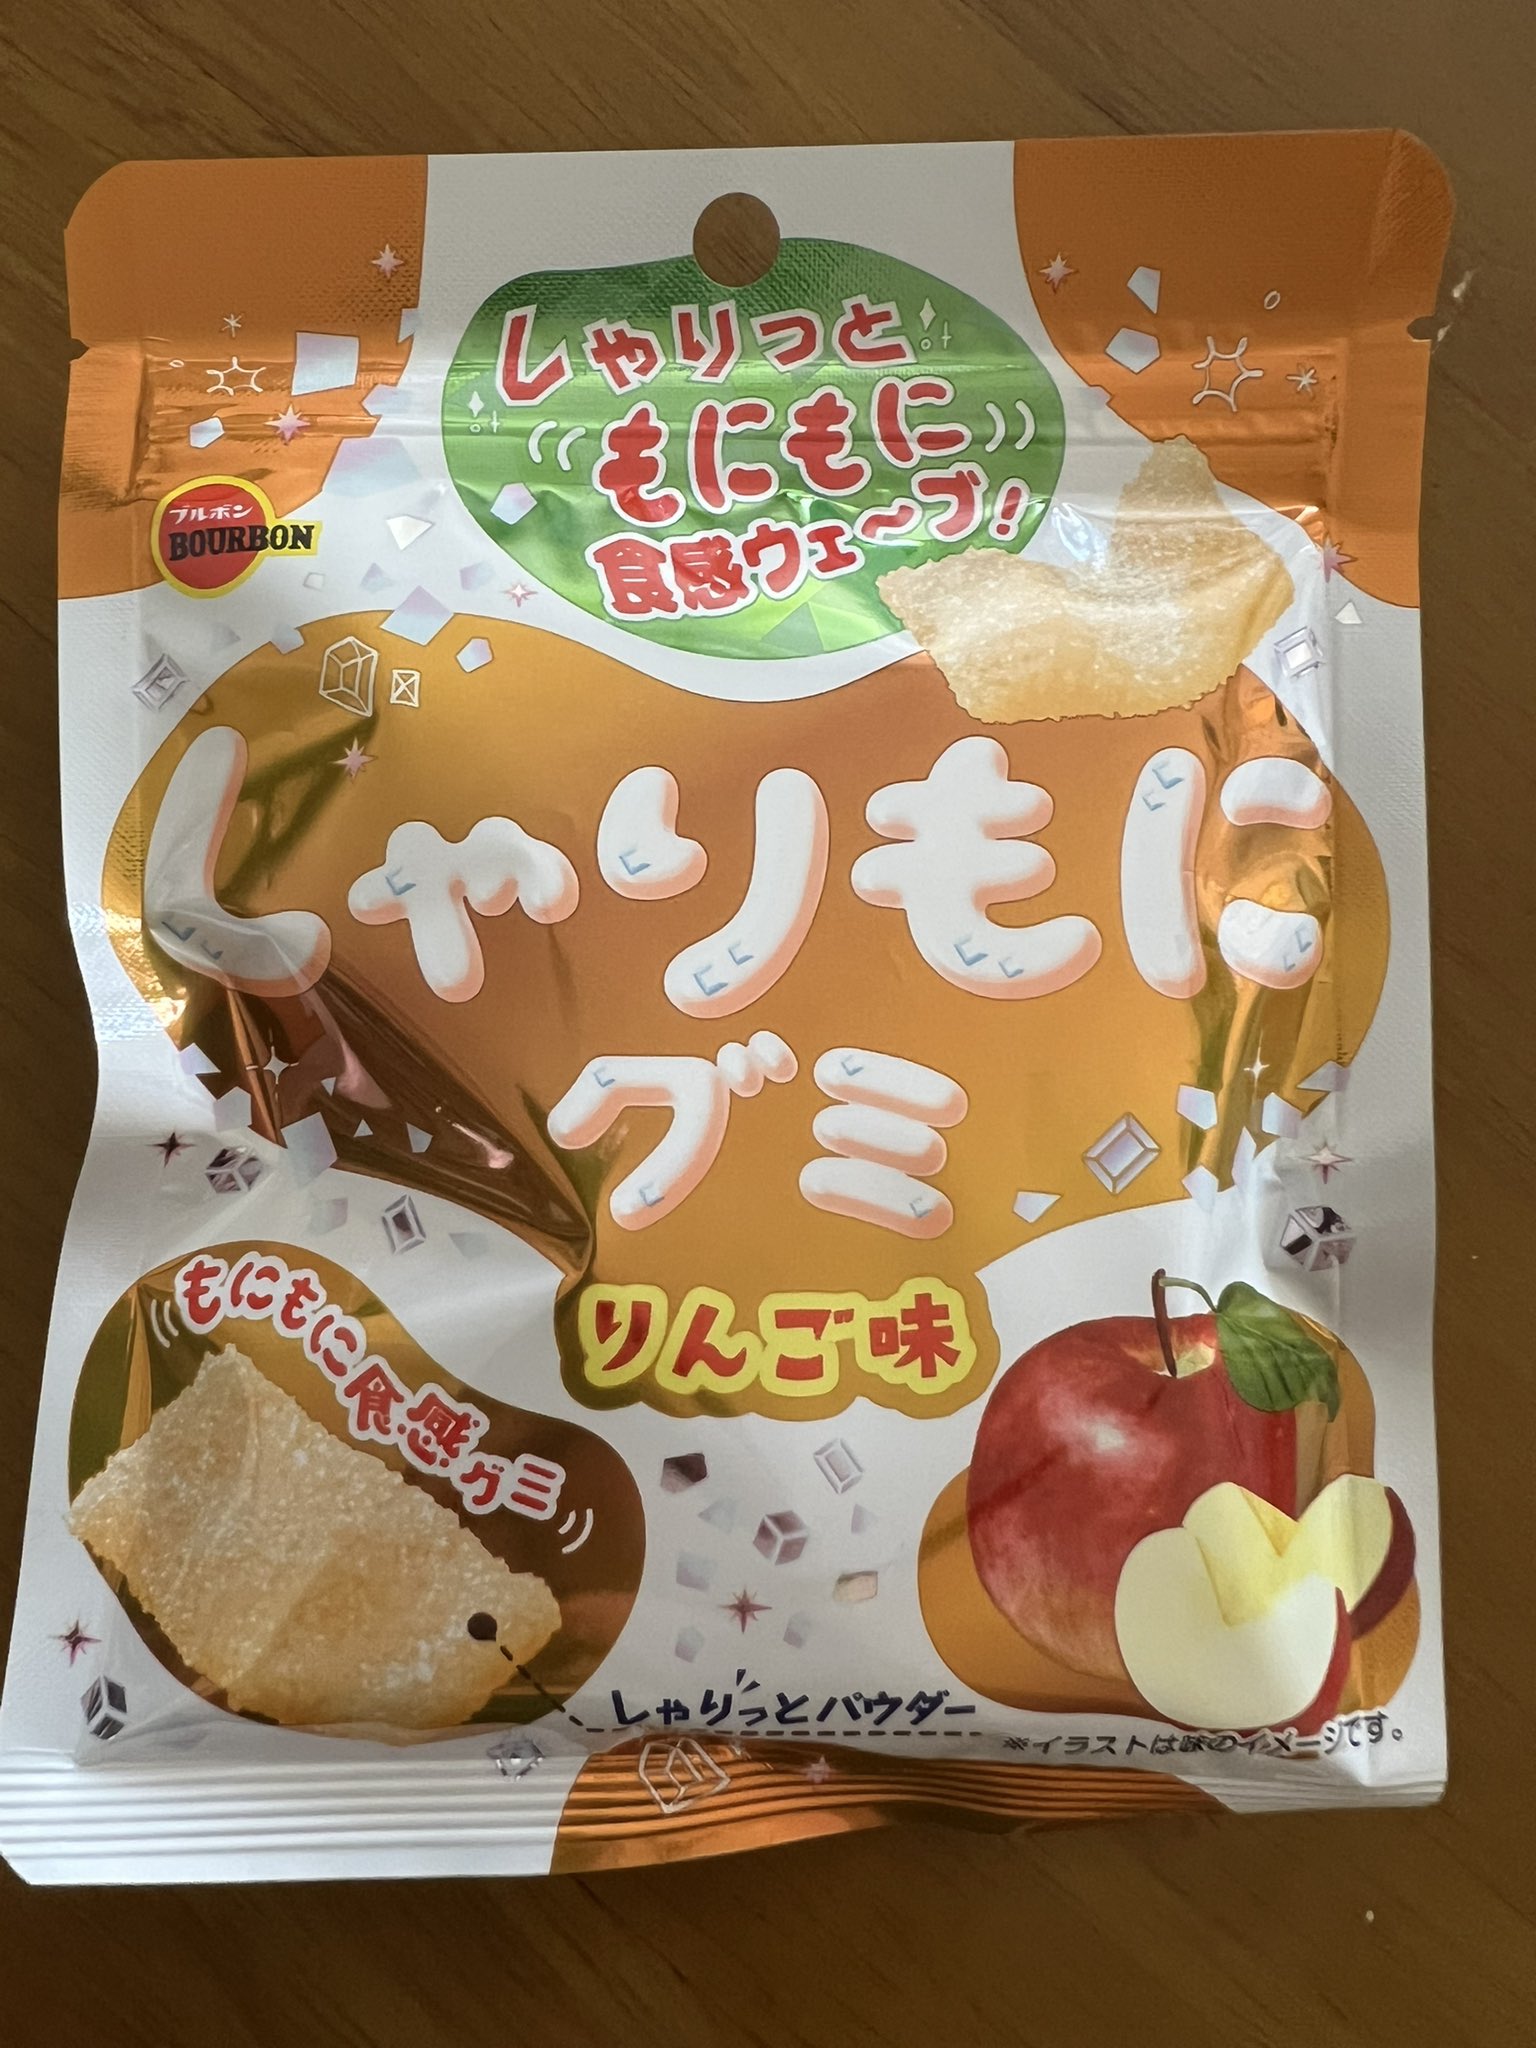 しゃりっと
もにもに
食感ウェ〜ブ!
ブルボン
BOURBON
しゃりもに
グミ
りんご味
もにもに食感グミ
しゃりっとパウダー
※イラストは味のイメージです。